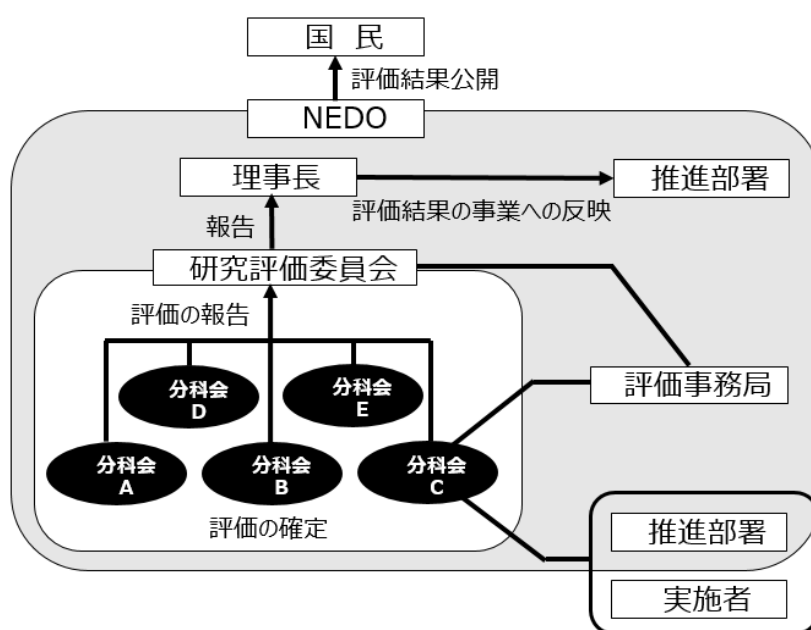 国 民
評価結果公開
NEDO
理事長
推進部署
評価結果の事業への反映
報告
研究評価委員会
評価の報告
評価事務局
分科会
D
分科会
E
分科会
A
分科会
B
分科会
C
評価の確定
推進部署
実施者